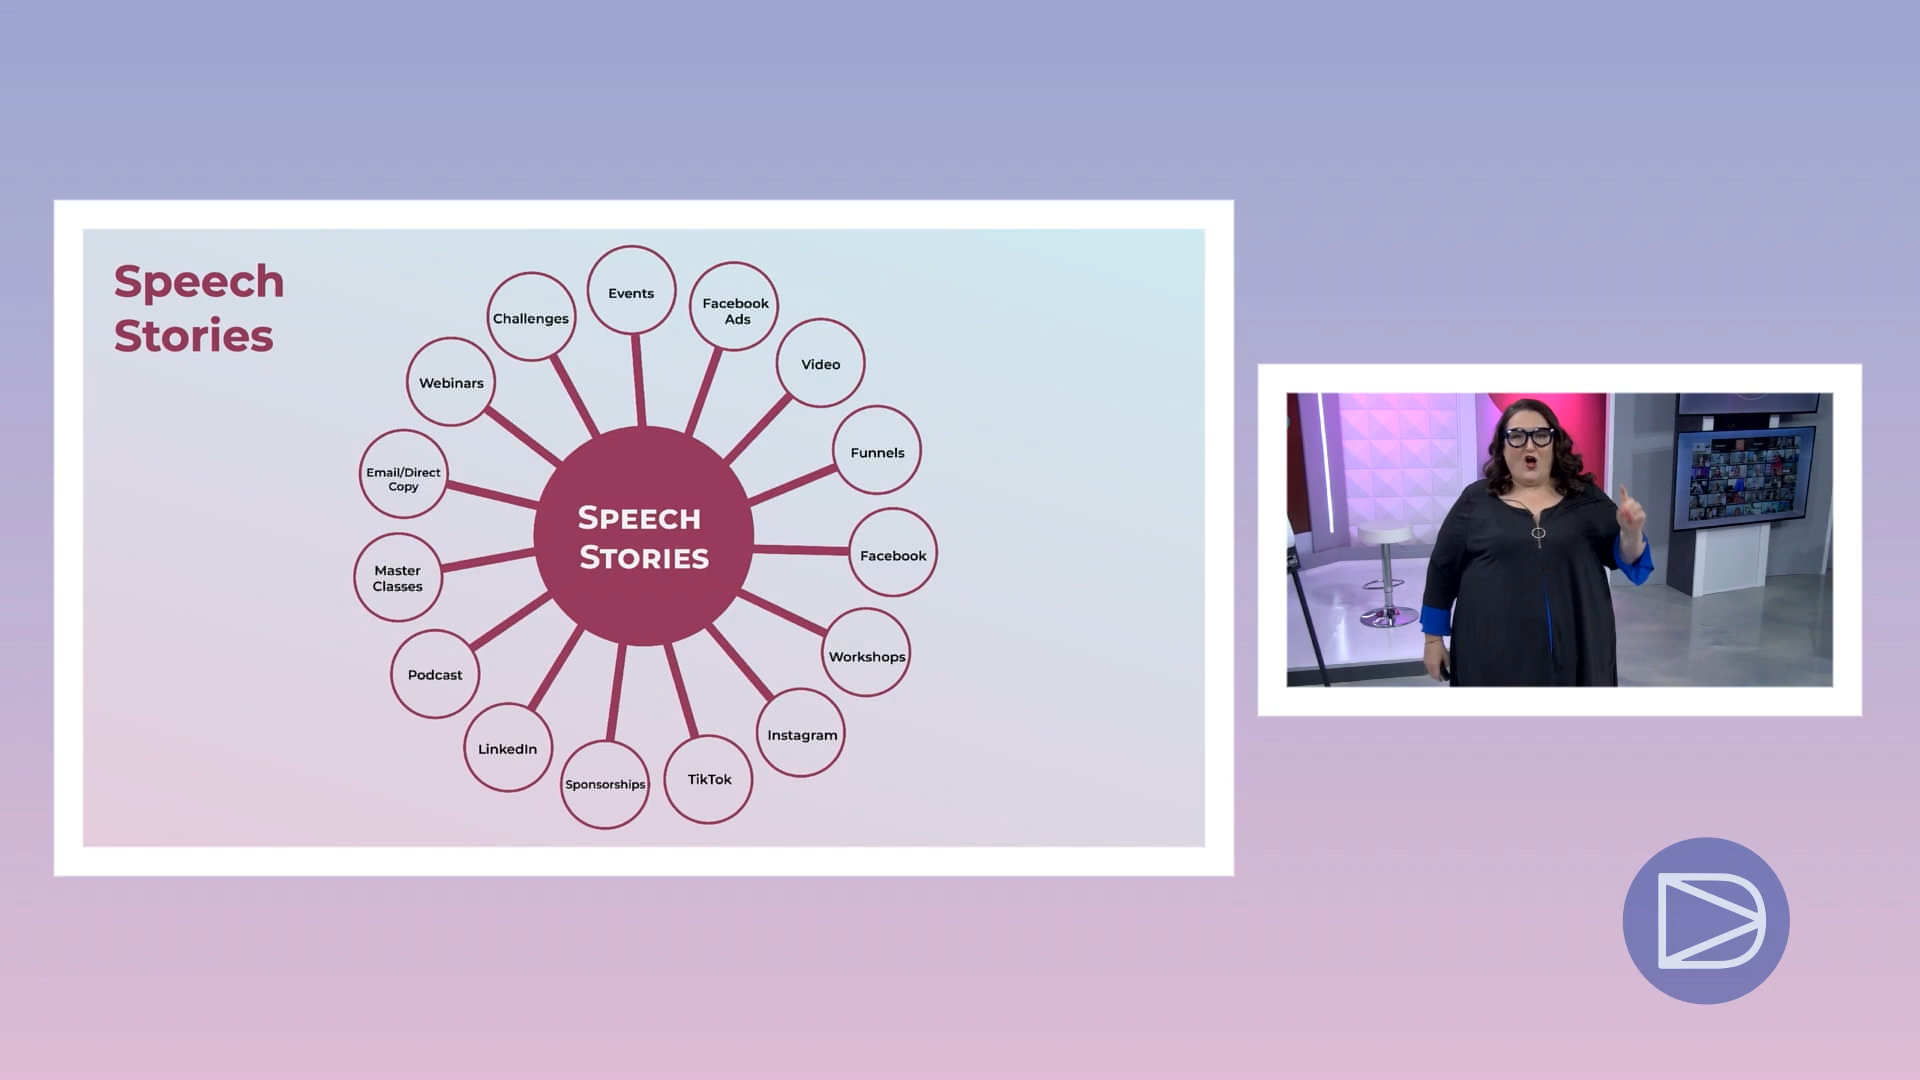 Speech
Stories
Events
Facebook
Ads
Video
Funnels
Facebook
Workshops
Instagram
TikTok
Sponsorships
LinkedIn
Podcast
Master
Classes
Email/Direct
Copy
Webinars
Challenges
SPEECH
STORIES